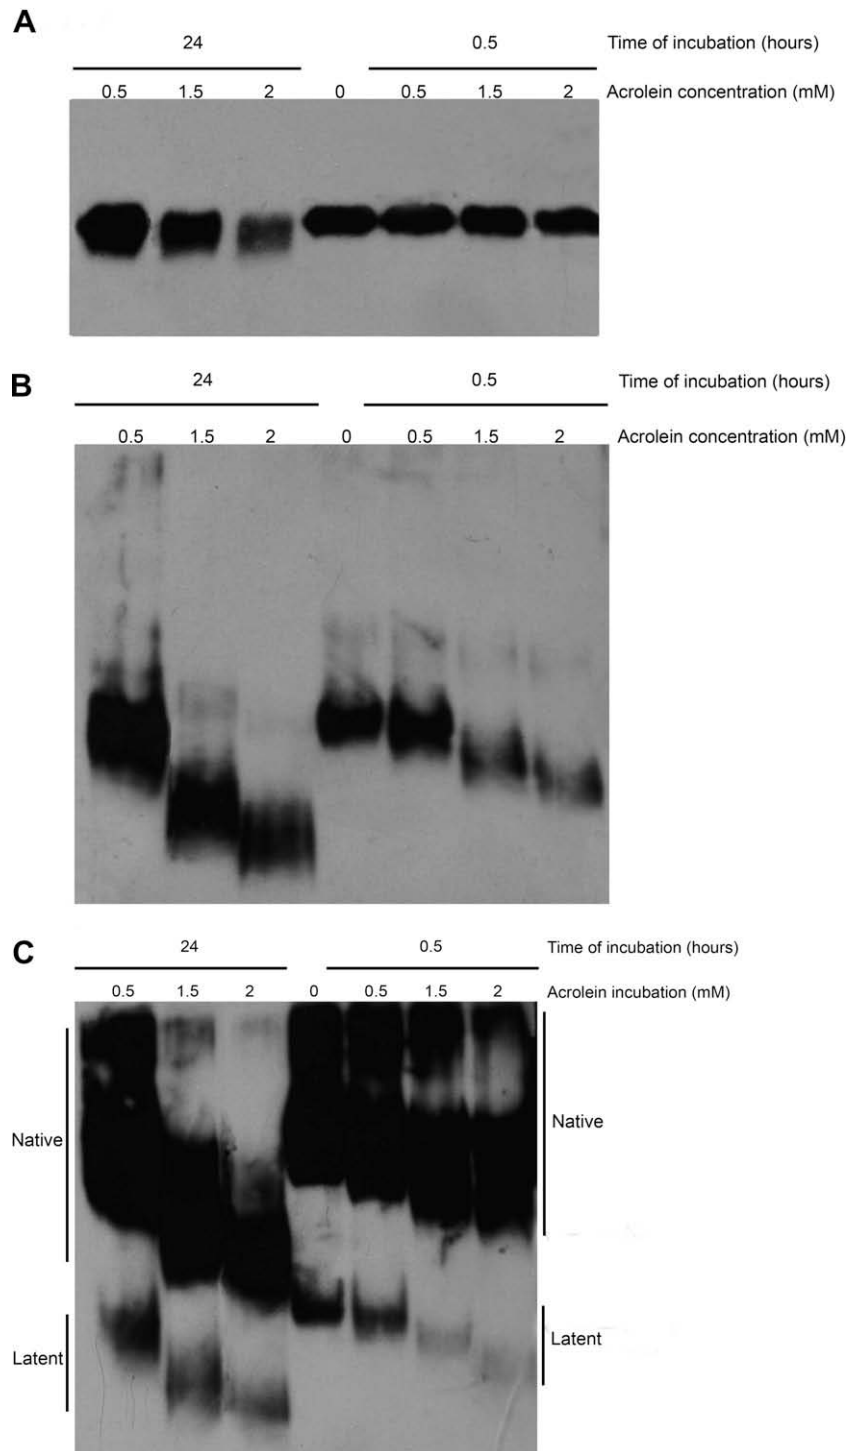 A
24 0.5 Time of incubation (hours)
0.5 1.5 2 0 0.5 1.5 2 Acrolein concentration (mM)
B
24 0.5 Time of incubation (hours)
0.5 1.5 2 0 0.5 1.5 2 Acrolein concentration (mM)
C
24 0.5 Time of incubation (hours)
0.5 1.5 2 0 0.5 1.5 2 Acrolein incubation (mM)
Native Native
Latent Latent